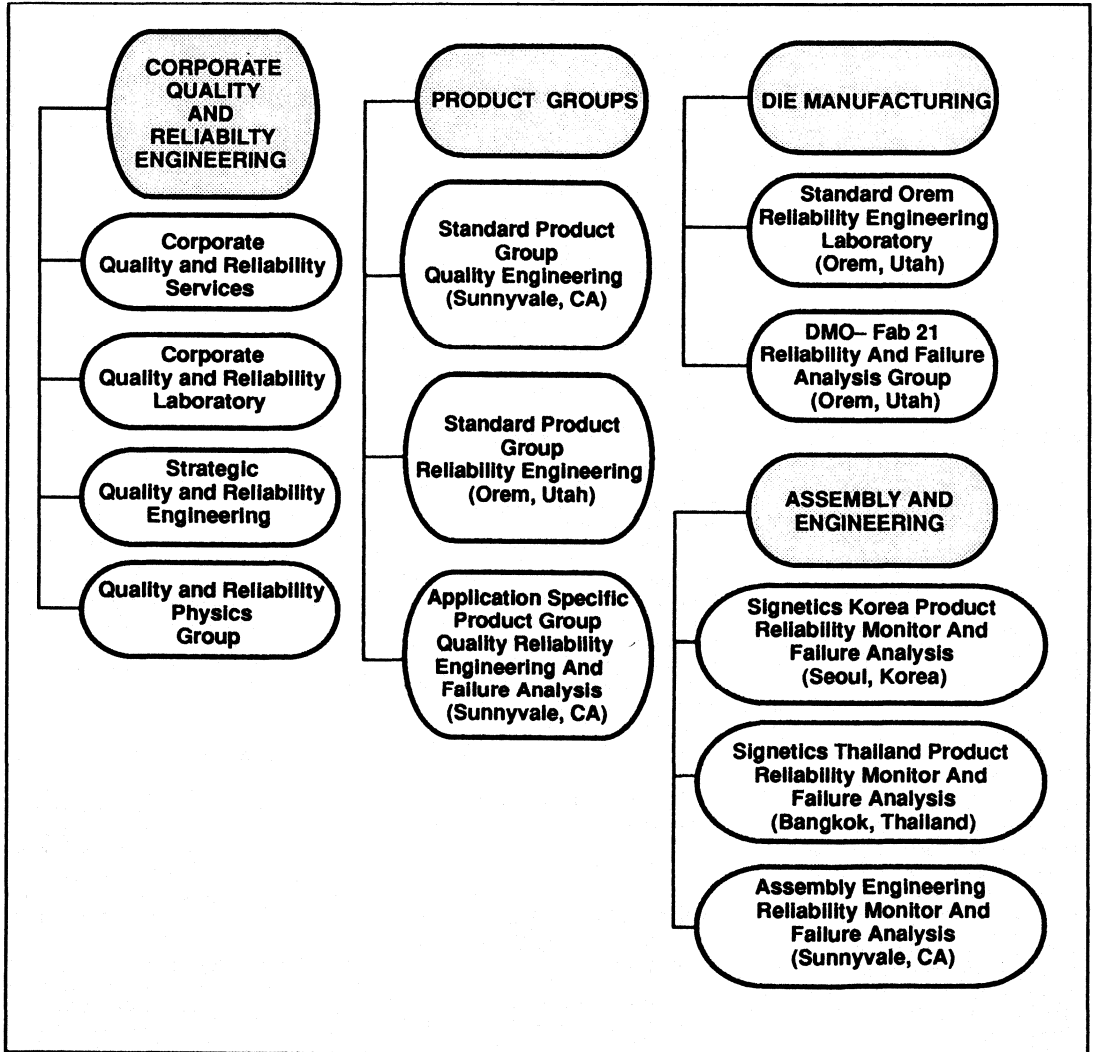 CORPORATE
QUALITY
AND
RELIABILTY
ENGINEERING
Corporate
Quality and Reliability
Services
Corporate
Quality and Reliability
Laboratory
Strategic
Quality and Reliability
Engineering
Quality and Reliability
Physics
Group
PRODUCT GROUPS
Standard Product
Group
Quality Engineering
(Sunnyvale, CA)
Standard Product
Group
Reliability Engineering
(Orem, Utah)
Application Specific
Product Group
Quality Reliability
Engineering And
Failure Analysis
(Sunnyvale, CA)
DIE MANUFACTURING
Standard Orem
Reliability Engineering
Laboratory
(Orem, Utah)
DMO– Fab 21
Reliability And Failure
Analysis Group
(Orem, Utah)
ASSEMBLY AND
ENGINEERING
Signetics Korea Product
Reliability Monitor And
Failure Analysis
(Seoul, Korea)
Signetics Thailand Product
Reliability Monitor And
Failure Analysis
(Bangkok, Thailand)
Assembly Engineering
Reliability Monitor And
Failure Analysis
(Sunnyvale, CA)